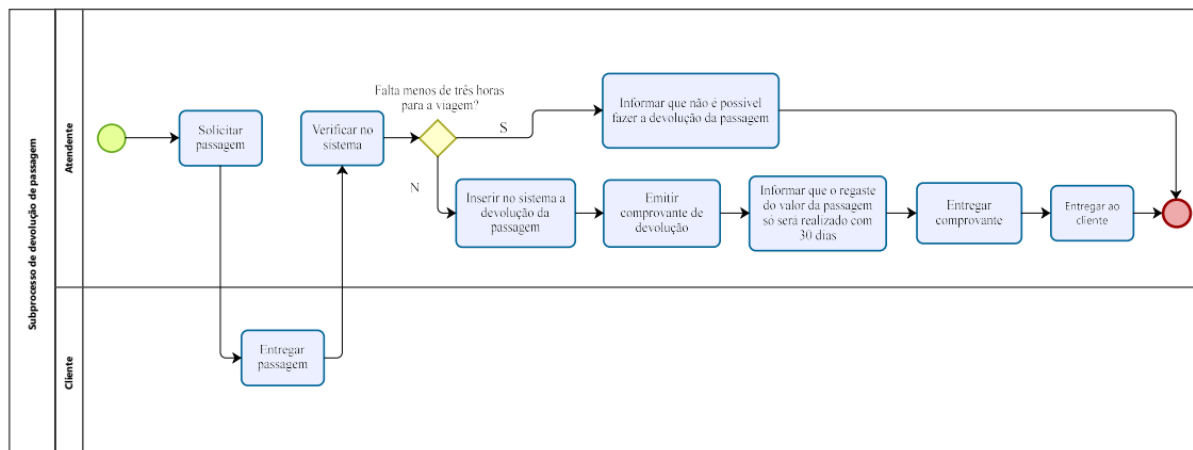 Subprocesso de devolução de passagem
Atendente
Solicitar
passagem
Verificar no
sistema
Falta menos de três horas
para a viagem?
S
N
Informar que não é possivel
fazer a devolução da passagem
Inserir no sistema a
devolução da
passagem
Emitir
comprovante de
devolução
Informar que o regaste
do valor da passagem
só será realizado com
30 dias
Entregar
comprovante
Entregar ao
cliente
Cliente
Entregar
passagem